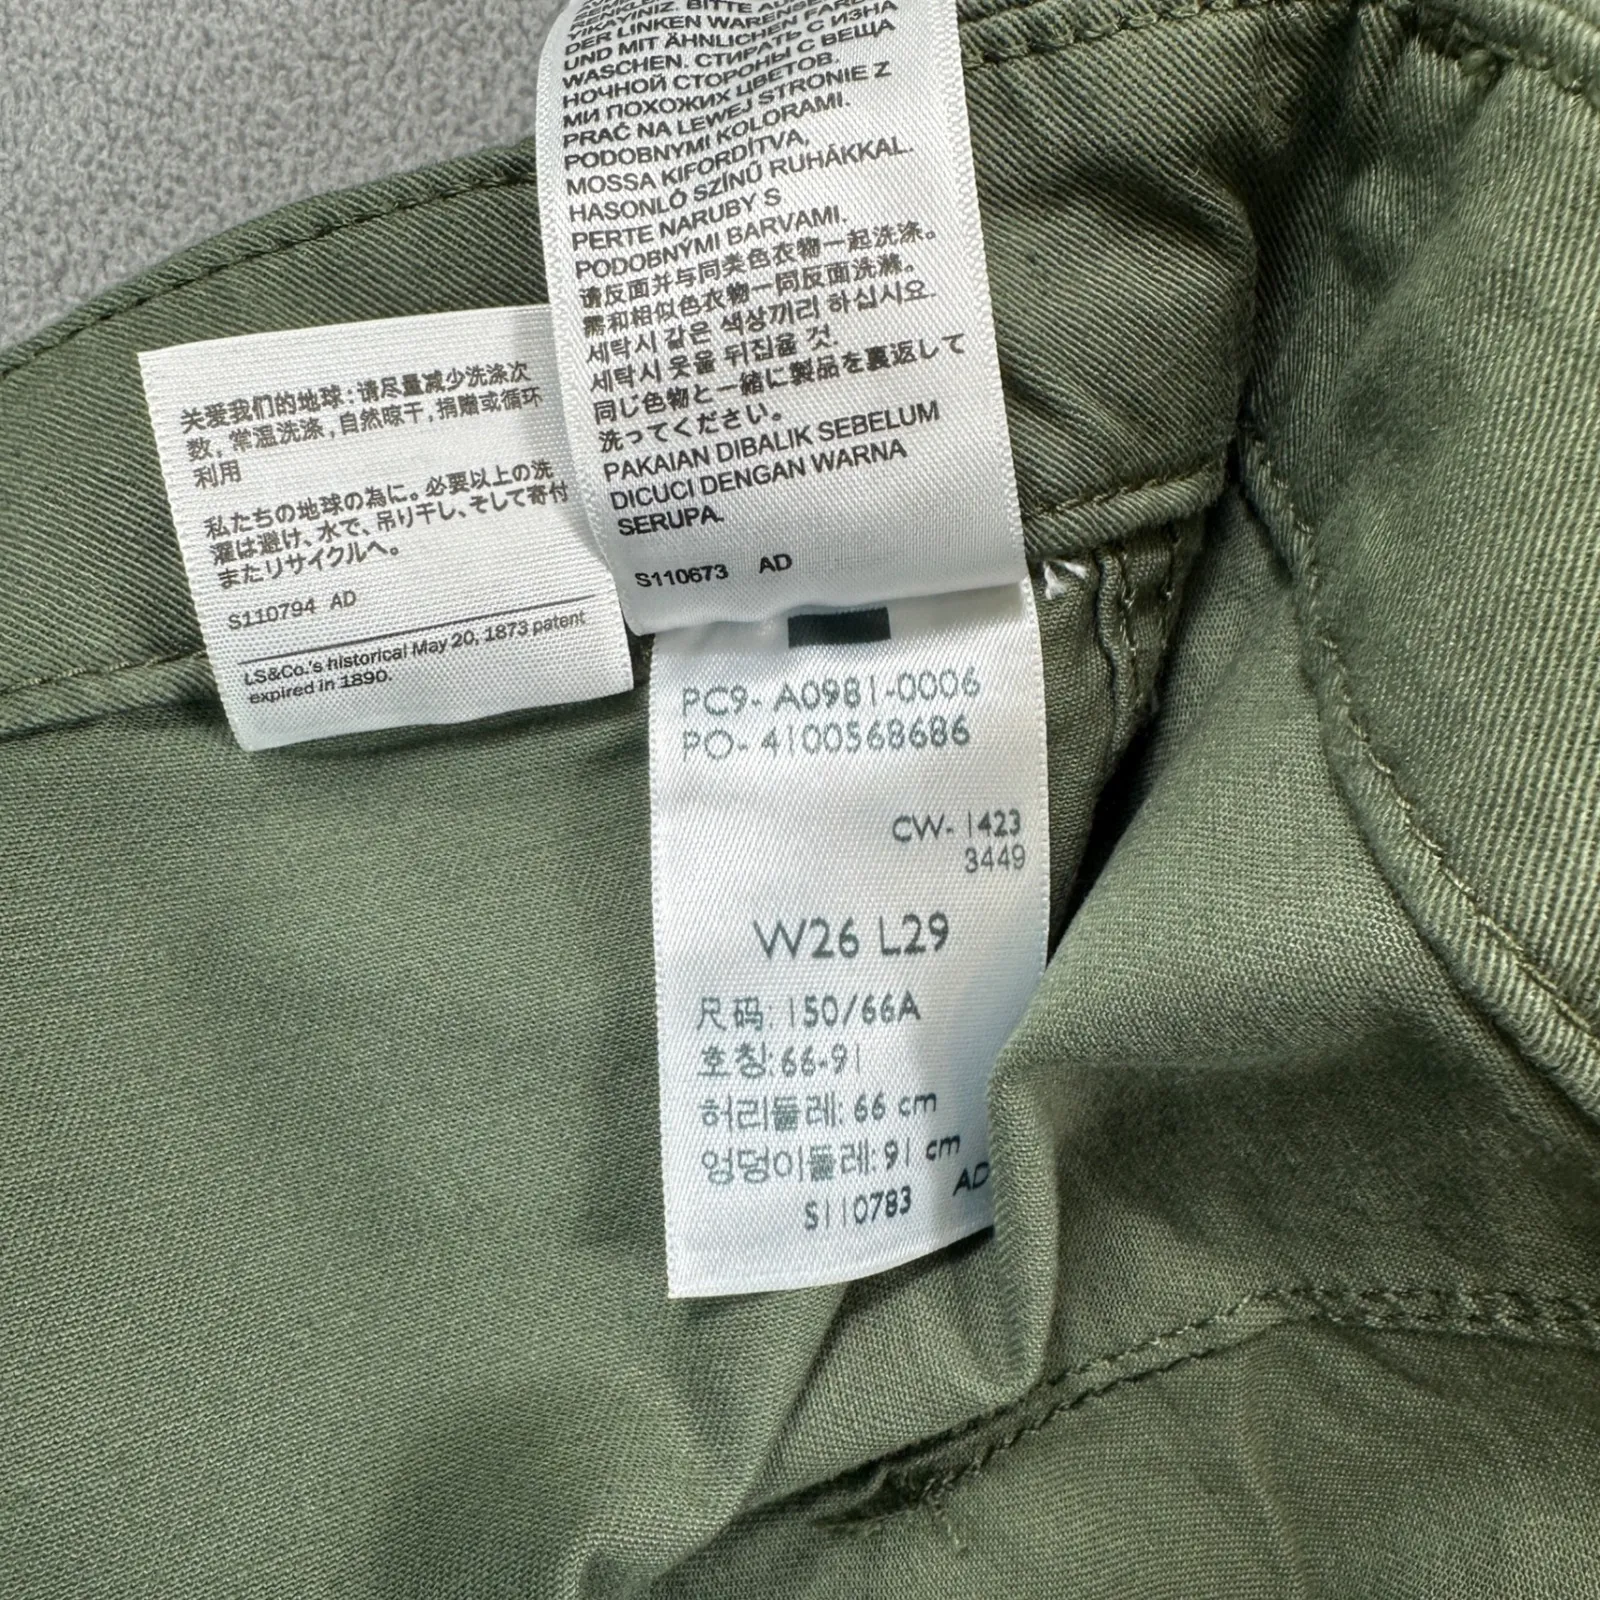 YIKAYINIZ. BITTE AUF
DER LINKEN WARENSEITE
UND MIT ÄHNLICHEN FARBEN
WASCHEN. СТИРАТЬ С ИЗНА
НОЧНОЙ СТОРОНЫ С ВЕЩА
МИ ПОХОЖИХ ЦВЕТОВ.
PRAĆ NA LEWEJ STRONIE Z
PODOBNYMI KOLORAMI.
MOSSA KIFORDÍTVA,
HASONLÓ SZÍNŰ RUHÁKKAL.
PERTE NARUBY S
PODOBNÝMI BARVAMI.
请反面并与同类色衣物一起洗涤。
需和相似色衣物一同反面洗滌。
세탁시 같은 색상끼리 하십시요.
세탁시 옷을 뒤집을 것.
同じ色物と一緒に製品を裏返して
洗ってください。
PAKAIAN DIBALIK SEBELUM
DICUCI DENGAN WARNA
SERUPA.
S110673 AD
关爱我们的地球：请尽量减少洗涤次
数，常温洗涤，自然晾干，捐赠或循环
利用
私たちの地球の為に。必要以上の洗
濯は避け、水で、吊り干し、そして寄付
またリサイクルへ。
S110794 AD
LS&Co.'s historical May 20, 1873 patent
expired in 1890.
PC9- A0981-0006
PO- 4100568686
CW- 1423
3449
W26 L29
尺码: 150/66A
호칭:66-91
허리둘레: 66 cm
엉덩이둘레: 91 cm
S110783 AD